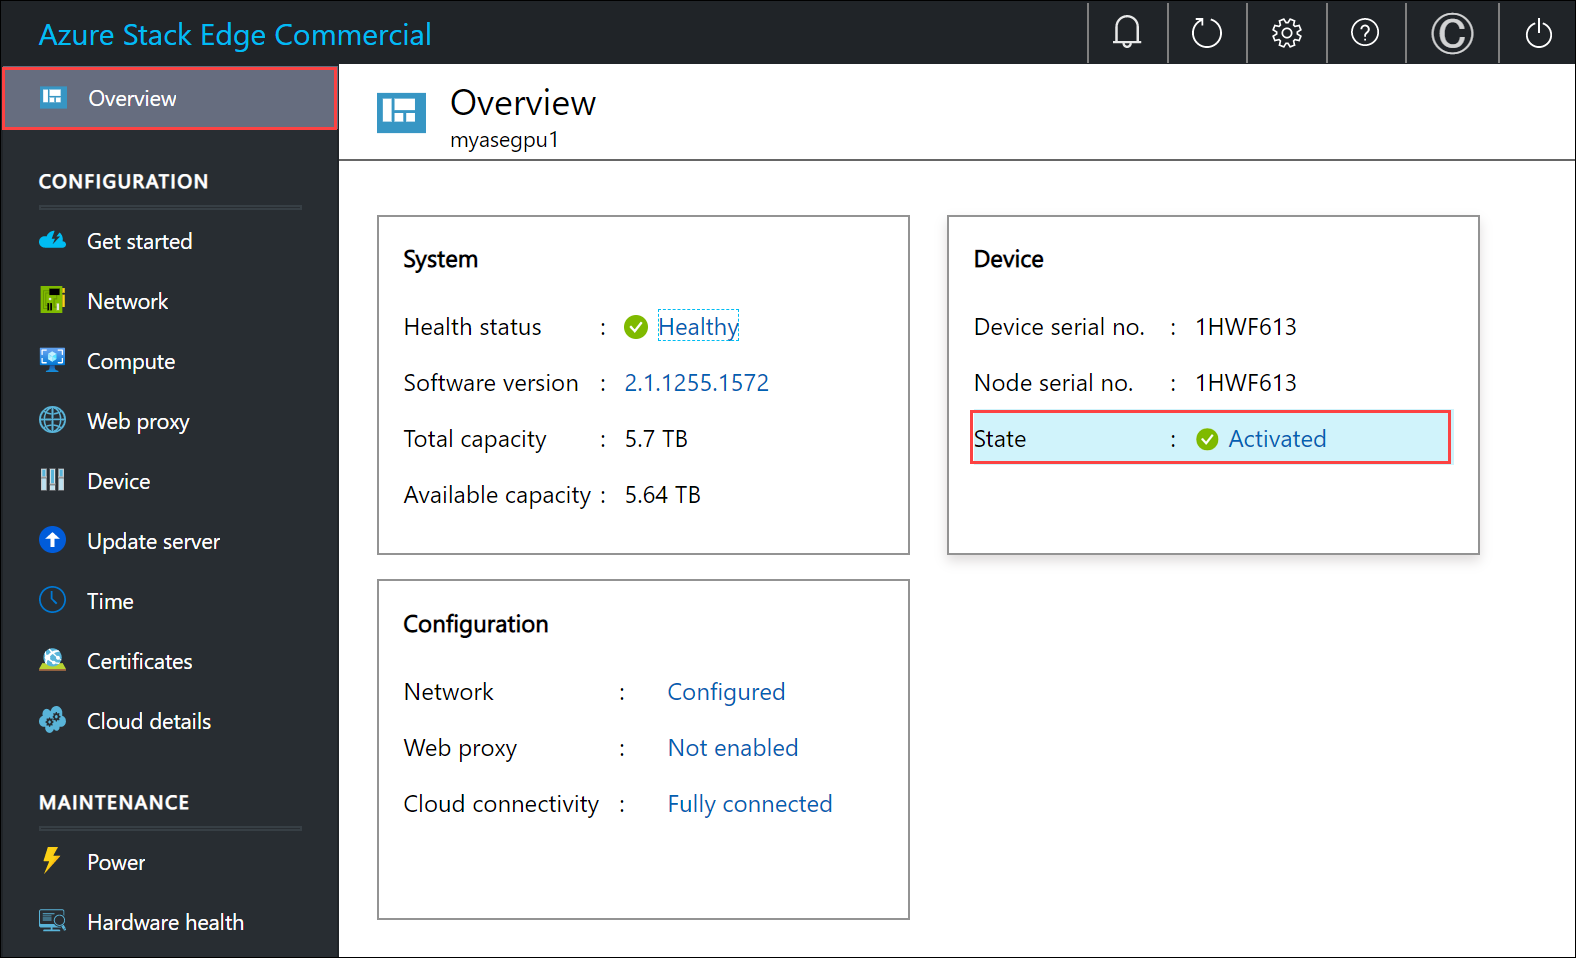 Azure Stack Edge Commercial
?
C
Overview
CONFIGURATION
Get started
Network
Compute
Web proxy
Device
Update server
Time
Certificates
Cloud details
MAINTENANCE
Power
Hardware health
Overview
myasegpu1
System
Health status : Healthy
Software version : 2.1.1255.1572
Total capacity : 5.7 TB
Available capacity : 5.64 TB
Device
Device serial no. : 1HWF613
Node serial no. : 1HWF613
State : Activated
Configuration
Network : Configured
Web proxy : Not enabled
Cloud connectivity : Fully connected